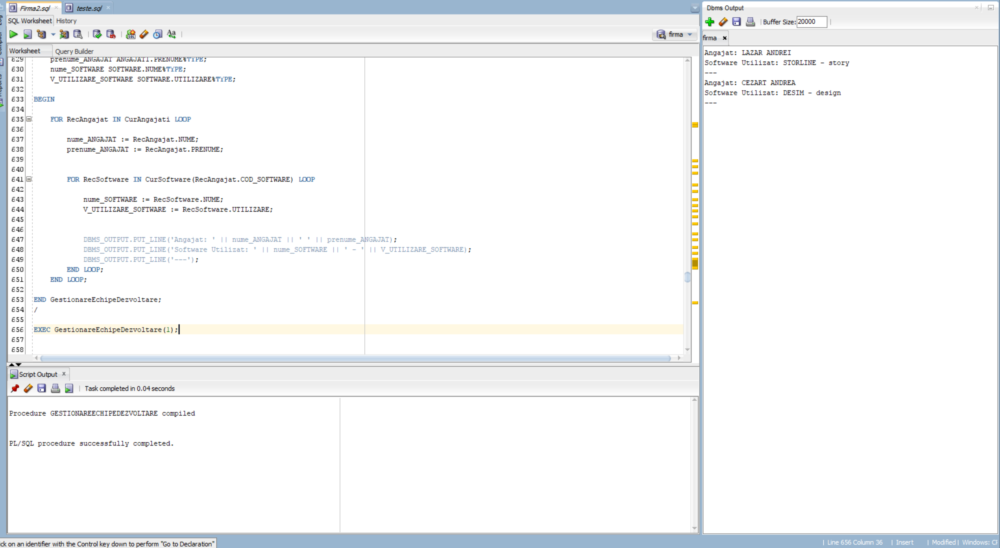 Firma2.sql
teste.sql
SQL Worksheet History
firma
Worksheet Query Builder
629 prenume_ANGAJAT ANGAJATI.PRENUME%TYPE;
630 nume_SOFTWARE SOFTWARE.NUME%TYPE;
631 V_UTILIZARE_SOFTWARE SOFTWARE.UTILIZARE%TYPE;
632
633 BEGIN
634
635 FOR RecAngajat IN CurAngajati LOOP
636
637 nume_ANGAJAT := RecAngajat.NUME;
638 prenume_ANGAJAT := RecAngajat.PRENUME;
639
640
641 FOR RecSoftware IN CurSoftware(RecAngajat.COD_SOFTWARE) LOOP
642
643 nume_SOFTWARE := RecSoftware.NUME;
644 V_UTILIZARE_SOFTWARE := RecSoftware.UTILIZARE;
645
646
647 DBMS_OUTPUT.PUT_LINE('Angajat: ' || nume_ANGAJAT || ' ' || prenume_ANGAJAT);
648 DBMS_OUTPUT.PUT_LINE('Software Utilizat: ' || nume_SOFTWARE || ' - ' || V_UTILIZARE_SOFTWARE);
649 DBMS_OUTPUT.PUT_LINE('---');
650 END LOOP;
651 END LOOP;
652
653 END GestionareEchipeDezvoltare;
654 /
655
656 EXEC GestionareEchipeDezvoltare(1);
657
658
Script Output
Task completed in 0.04 seconds
Procedure GESTIONAREECHIPEDEZVOLTARE compiled
PL/SQL procedure successfully completed.
Dbms Output
Buffer Size: 20000
firma
Angajat: LAZAR ANDREI
Software Utilizat: STORLINE - story
---
Angajat: CEZART ANDREA
Software Utilizat: DESIM - design
---
ck on an identifier with the Control key down to perform "Go to Declaration"
| Line 656 Column 36 | Insert | Modified | Windows:
Reports